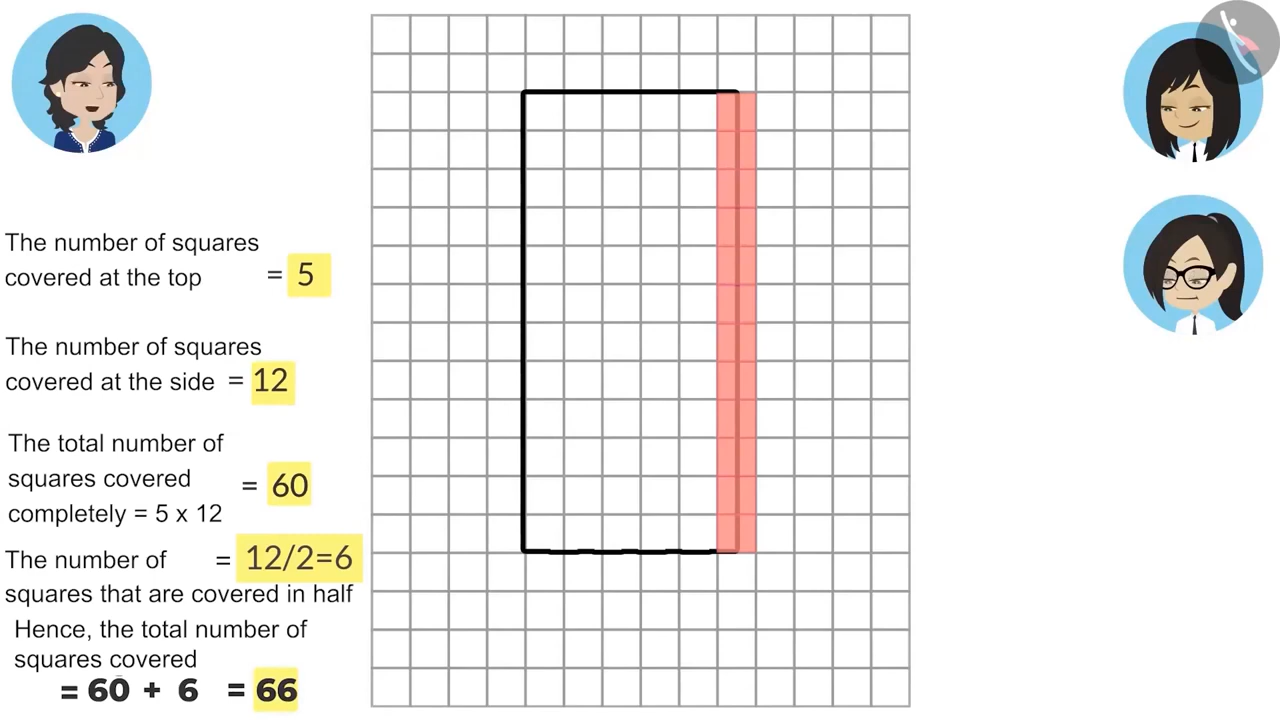 The number of squares
covered at the top = 5
The number of squares
covered at the side = 12
The total number of
squares covered = 60
completely = 5 x 12
The number of = 12/2=6
squares that are covered in half
Hence, the total number of
squares covered
= 60 + 6 = 66